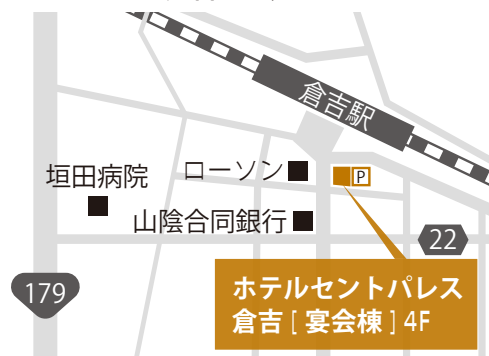 倉吉駅
垣田病院
ローソン
P
山陰合同銀行
22
179
ホテルセントパレス
倉吉 [ 宴会棟 ] 4F